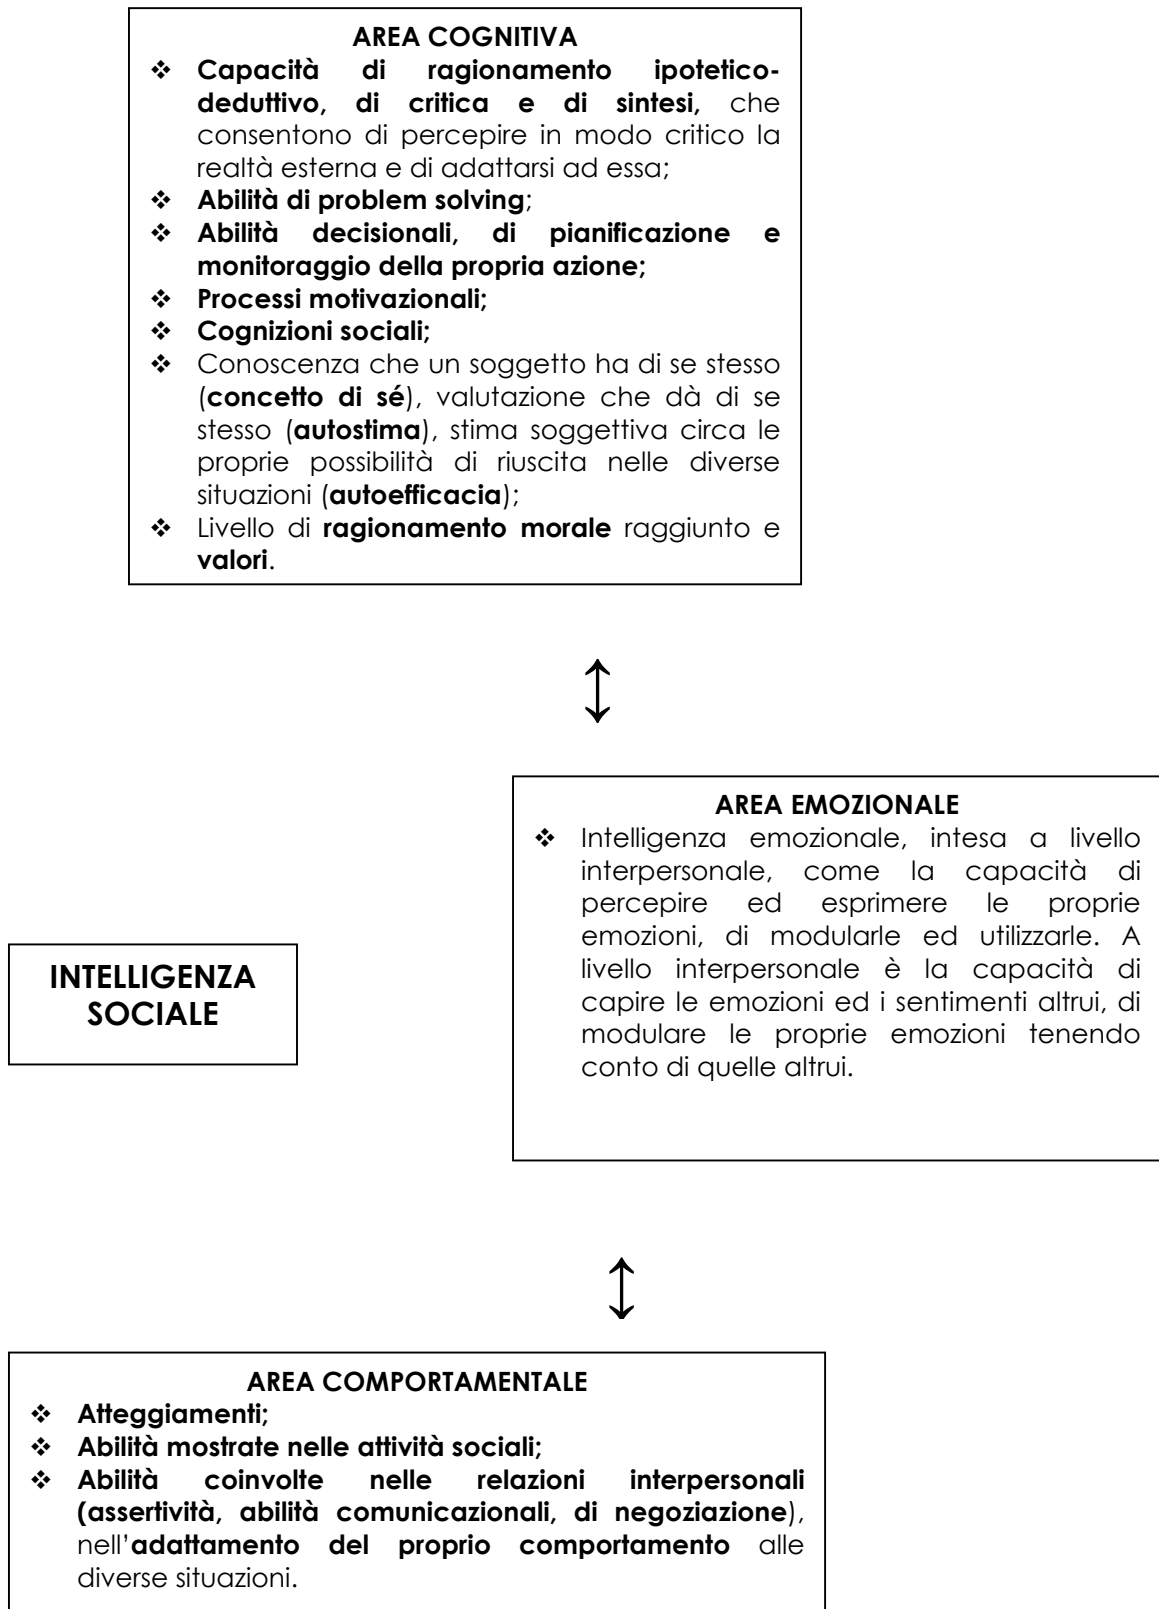 AREA COGNITIVA
❖ Capacità di ragionamento ipotetico-
deduttivo, di critica e di sintesi, che
consentono di percepire in modo critico la
realtà esterna e di adattarsi ad essa;
❖ Abilità di problem solving;
❖ Abilità decisionali, di pianificazione e
monitoraggio della propria azione;
❖ Processi motivazionali;
❖ Cognizioni sociali;
❖ Conoscenza che un soggetto ha di se stesso
(concetto di sé), valutazione che dà di se
stesso (autostima), stima soggettiva circa le
proprie possibilità di riuscita nelle diverse
situazioni (autoefficacia);
❖ Livello di ragionamento morale raggiunto e
valori.
↕
AREA EMOZIONALE
❖ Intelligenza emozionale, intesa a livello
interpersonale, come la capacità di
percepire ed esprimere le proprie
emozioni, di modularle ed utilizzarle. A
livello interpersonale è la capacità di
capire le emozioni ed i sentimenti altrui, di
modulare le proprie emozioni tenendo
conto di quelle altrui.
INTELLIGENZA
SOCIALE
↕
AREA COMPORTAMENTALE
❖ Atteggiamenti;
❖ Abilità mostrate nelle attività sociali;
❖ Abilità coinvolte nelle relazioni interpersonali
(assertività, abilità comunicazionali, di negoziazione),
nell’adattamento del proprio comportamento alle
diverse situazioni.